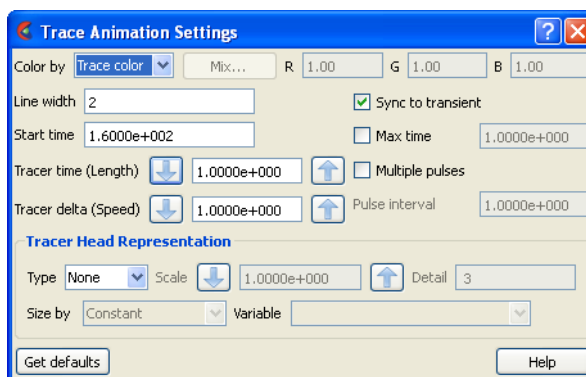 Trace Animation Settings
Color by Trace color Mix... R 1.00 G 1.00 B 1.00
Line width 2 Sync to transient
Start time 1.6000e+002 Max time 1.0000e+000
Tracer time (Length) 1.0000e+000 Multiple pulses
Tracer delta (Speed) 1.0000e+000 Pulse interval 1.0000e+000
Tracer Head Representation
Type None Scale 1.0000e+000 Detail 3
Size by Constant Variable
Get defaults Help